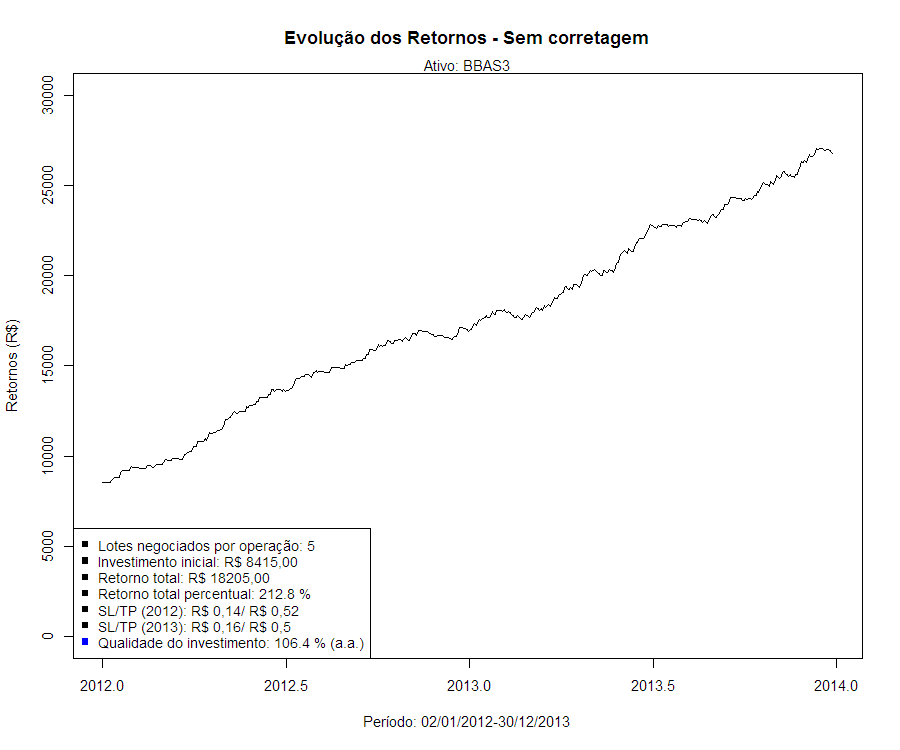 Evolução dos Retornos - Sem corretagem
Ativo: BBAS3
30000
25000
20000
15000
10000
5000
0
Retornos (R$)
Lotes negociados por operação: 5
Investimento inicial: R$ 8415,00
Retorno total: R$ 18205,00
Retorno total percentual: 212.8 %
SL/TP (2012): R$ 0,14/ R$ 0,52
SL/TP (2013): R$ 0,16/ R$ 0,5
Qualidade do investimento: 106.4 % (a.a.)
2012.0 2012.5 2013.0 2013.5 2014.0
Período: 02/01/2012-30/12/2013